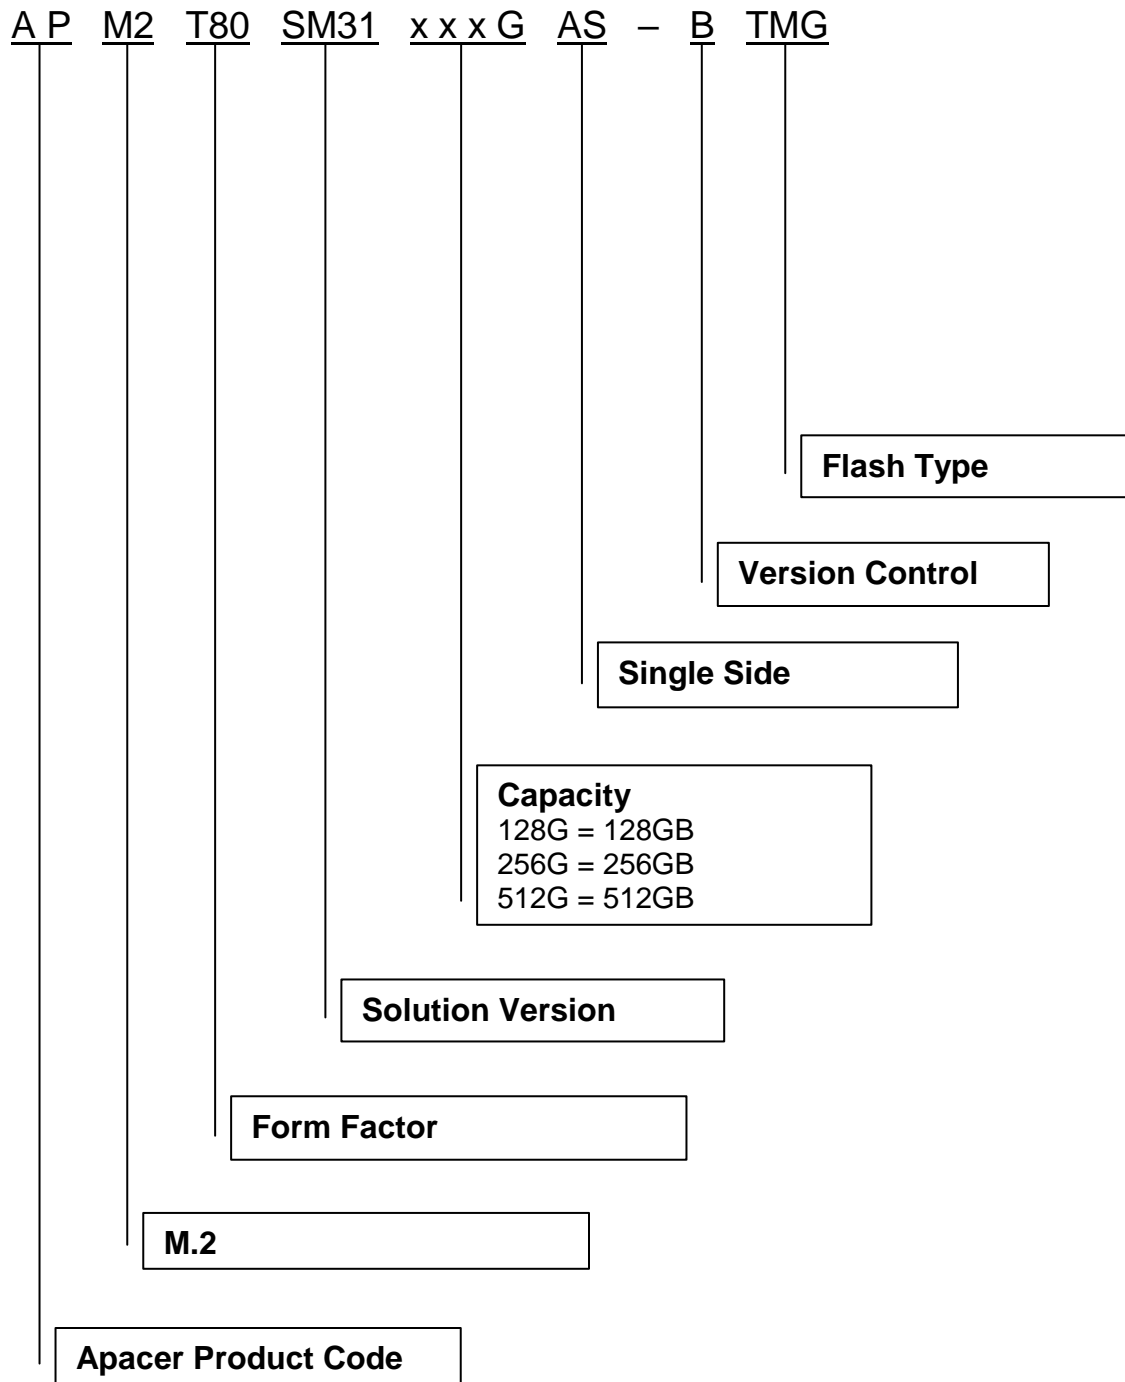 A P M2 T80 SM31 x x x G AS – B TMG
Flash Type
Version Control
Single Side
Capacity
128G = 128GB
256G = 256GB
512G = 512GB
Solution Version
Form Factor
M.2
Apacer Product Code